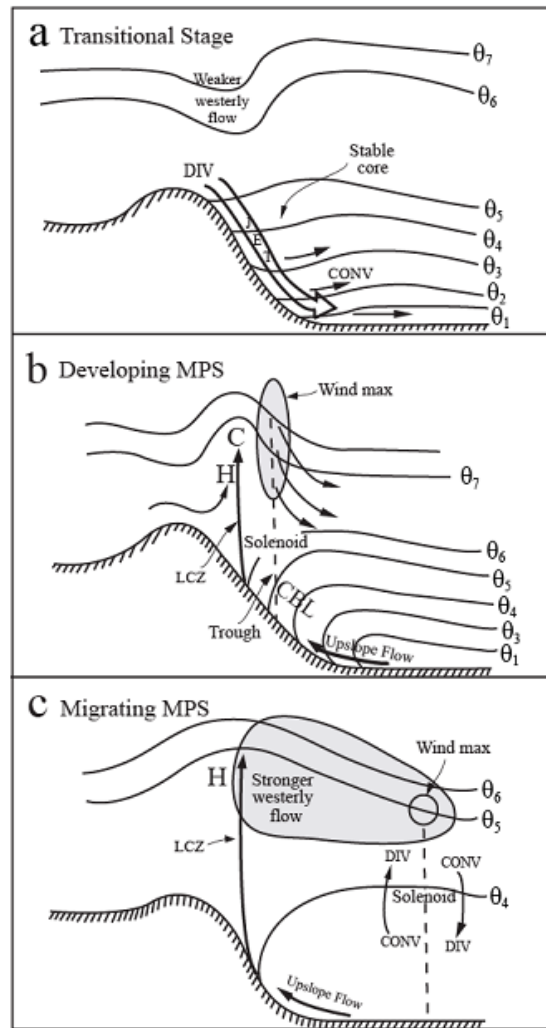 a Transitional Stage
θ7
Weaker
westerly
flow
θ6
DIV
Stable
core
θ5
J
E
T
θ4
θ3
CONV
θ2
θ1
b Developing MPS
Wind max
C
H
θ7
Solenoid
θ6
LCZ
CBL
θ5
θ4
Trough
θ3
Upslope Flow
θ1
c Migrating MPS
Wind max
H
Stronger
westerly
flow
θ6
θ5
LCZ
DIV
CONV
Solenoid
θ4
CONV
DIV
Upslope Flow